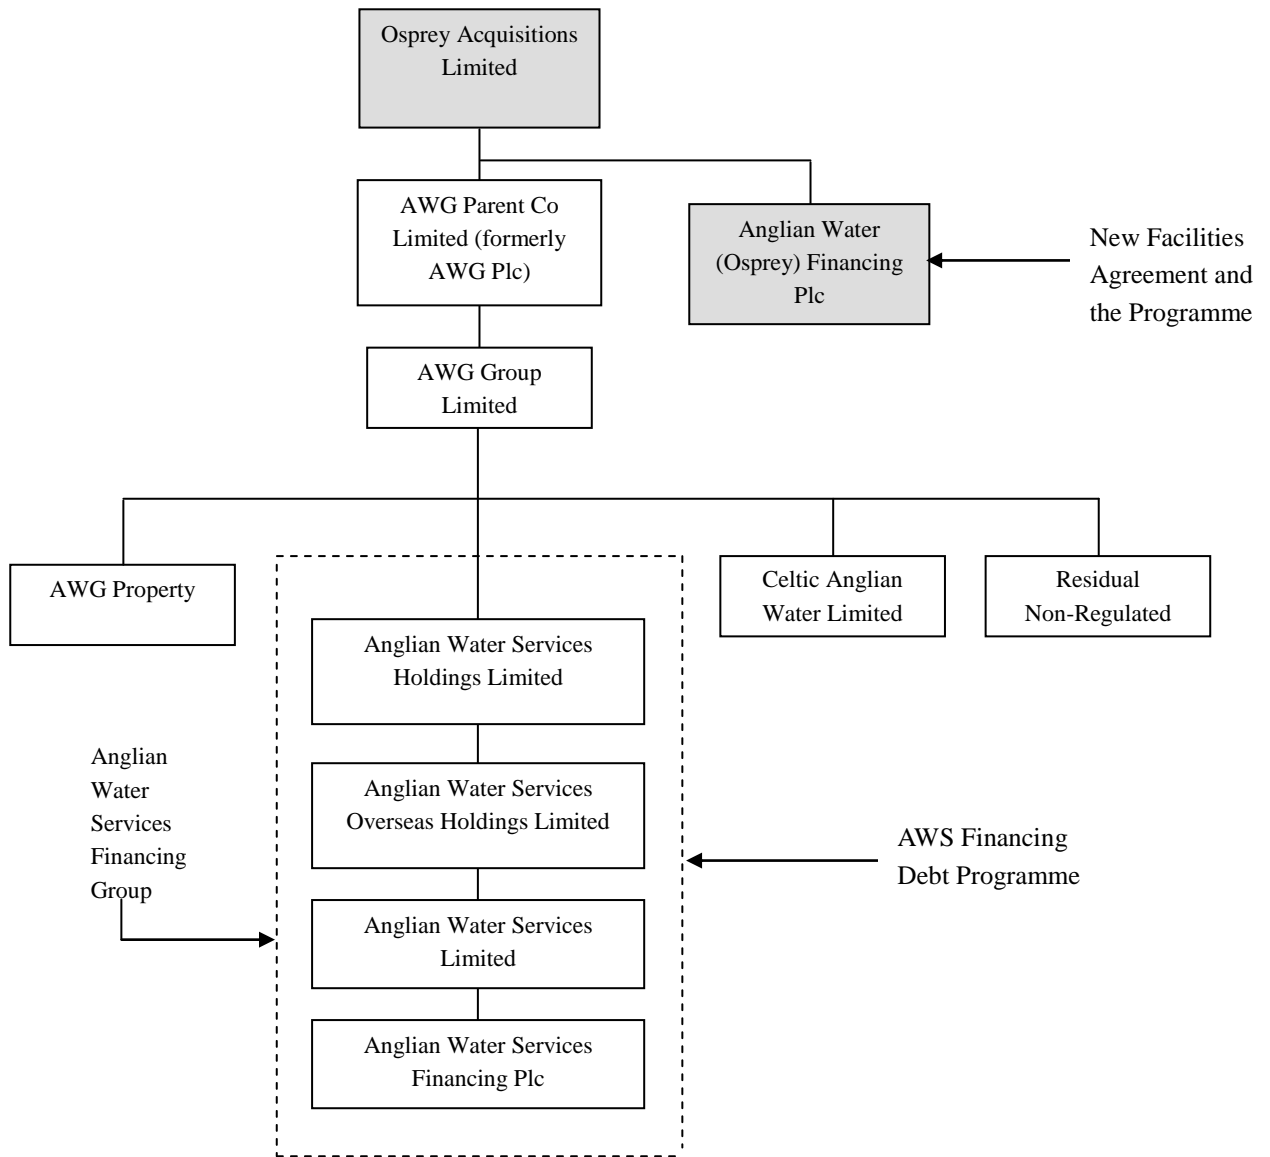 Osprey Acquisitions
Limited
AWG Parent Co
Limited (formerly
AWG Plc)
Anglian Water
(Osprey) Financing
Plc
New Facilities
Agreement and
the Programme
AWG Group
Limited
AWG Property
Celtic Anglian
Water Limited
Residual
Non-Regulated
Anglian Water Services
Holdings Limited
Anglian
Water
Services
Financing
Group
Anglian Water Services
Overseas Holdings Limited
AWS Financing
Debt Programme
Anglian Water Services
Limited
Anglian Water Services
Financing Plc